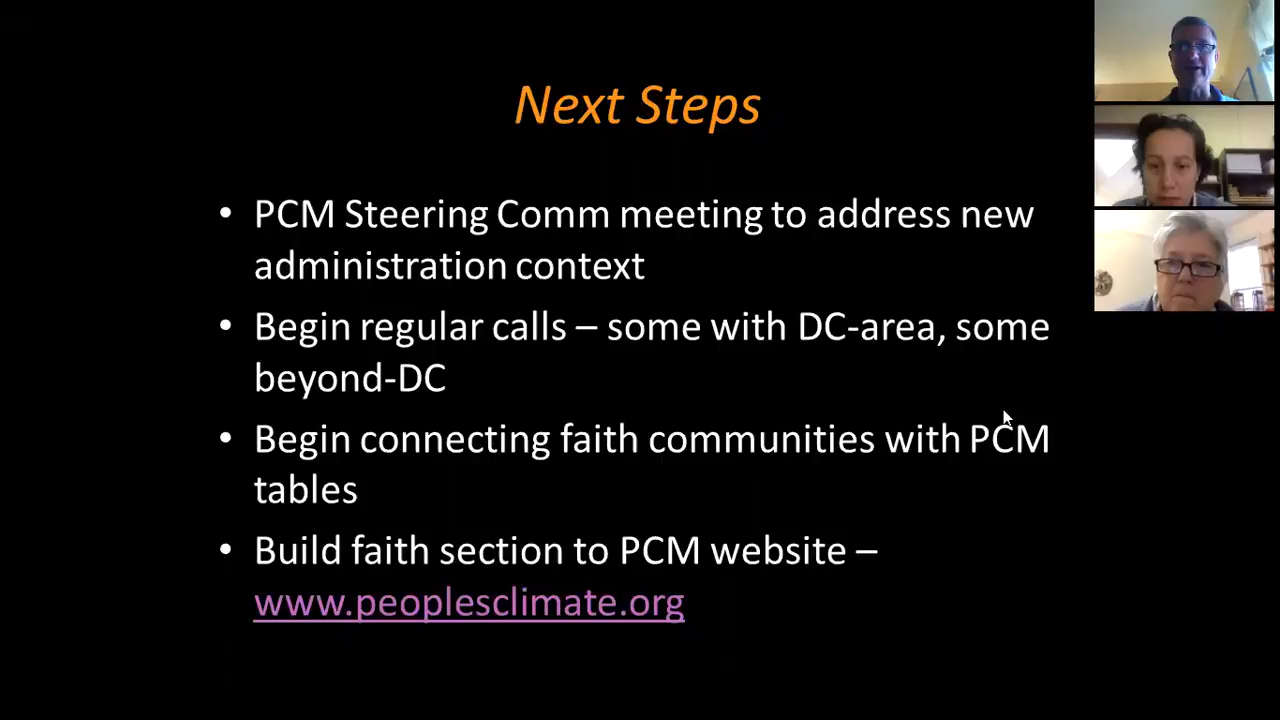 Next Steps
• PCM Steering Comm meeting to address new
administration context
• Begin regular calls – some with DC-area, some
beyond-DC
• Begin connecting faith communities with PCM
tables
• Build faith section to PCM website –
www.peoplesclimate.org